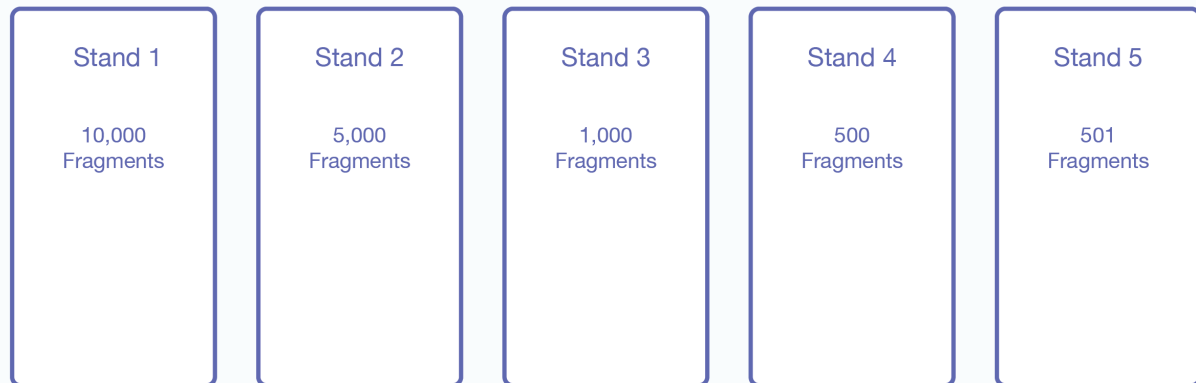 Stand 1
10,000
Fragments
Stand 2
5,000
Fragments
Stand 3
1,000
Fragments
Stand 4
500
Fragments
Stand 5
501
Fragments